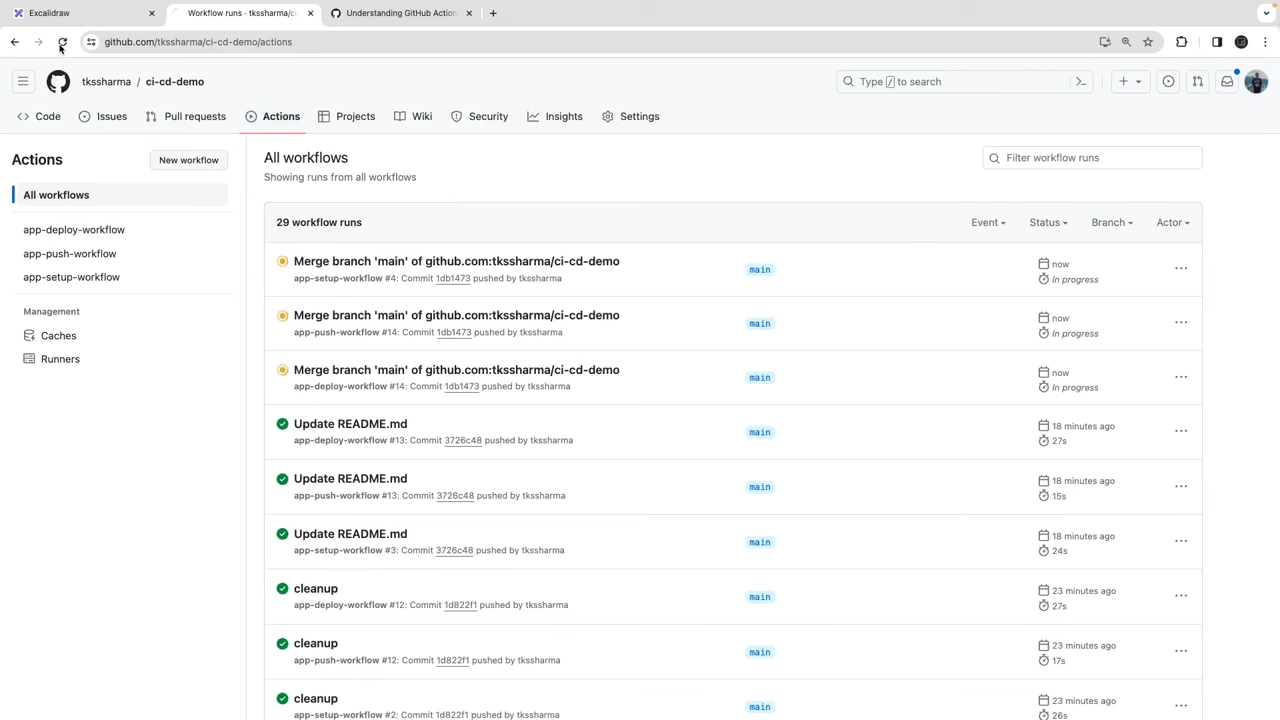 Excalidraw
Workflow runs · tkssharma/ci-
Understanding GitHub Action
github.com/tkssharma/ci-cd-demo/actions
tkssharma / ci-cd-demo
Type / to search
Code
Issues
Pull requests
Actions
Projects
Wiki
Security
Insights
Settings
Actions
New workflow
All workflows
app-deploy-workflow
app-push-workflow
app-setup-workflow
Management
Caches
Runners
All workflows
Showing runs from all workflows
Filter workflow runs
29 workflow runs
Event
Status
Branch
Actor
Merge branch 'main' of github.com:tkssharma/ci-cd-demo
app-setup-workflow #4: Commit 1db1473 pushed by tkssharma
main
now
In progress
Merge branch 'main' of github.com:tkssharma/ci-cd-demo
app-push-workflow #14: Commit 1db1473 pushed by tkssharma
main
now
In progress
Merge branch 'main' of github.com:tkssharma/ci-cd-demo
app-deploy-workflow #14: Commit 1db1473 pushed by tkssharma
main
now
In progress
Update README.md
app-deploy-workflow #13: Commit 3726c48 pushed by tkssharma
main
18 minutes ago
27s
Update README.md
app-push-workflow #13: Commit 3726c48 pushed by tkssharma
main
18 minutes ago
15s
Update README.md
app-setup-workflow #3: Commit 3726c48 pushed by tkssharma
main
18 minutes ago
24s
cleanup
app-deploy-workflow #12: Commit 1d822f1 pushed by tkssharma
main
23 minutes ago
27s
cleanup
app-push-workflow #12: Commit 1d822f1 pushed by tkssharma
main
23 minutes ago
17s
cleanup
app-setup-workflow #2: Commit 1d822f1 pushed by tkssharma
main
23 minutes ago
26s